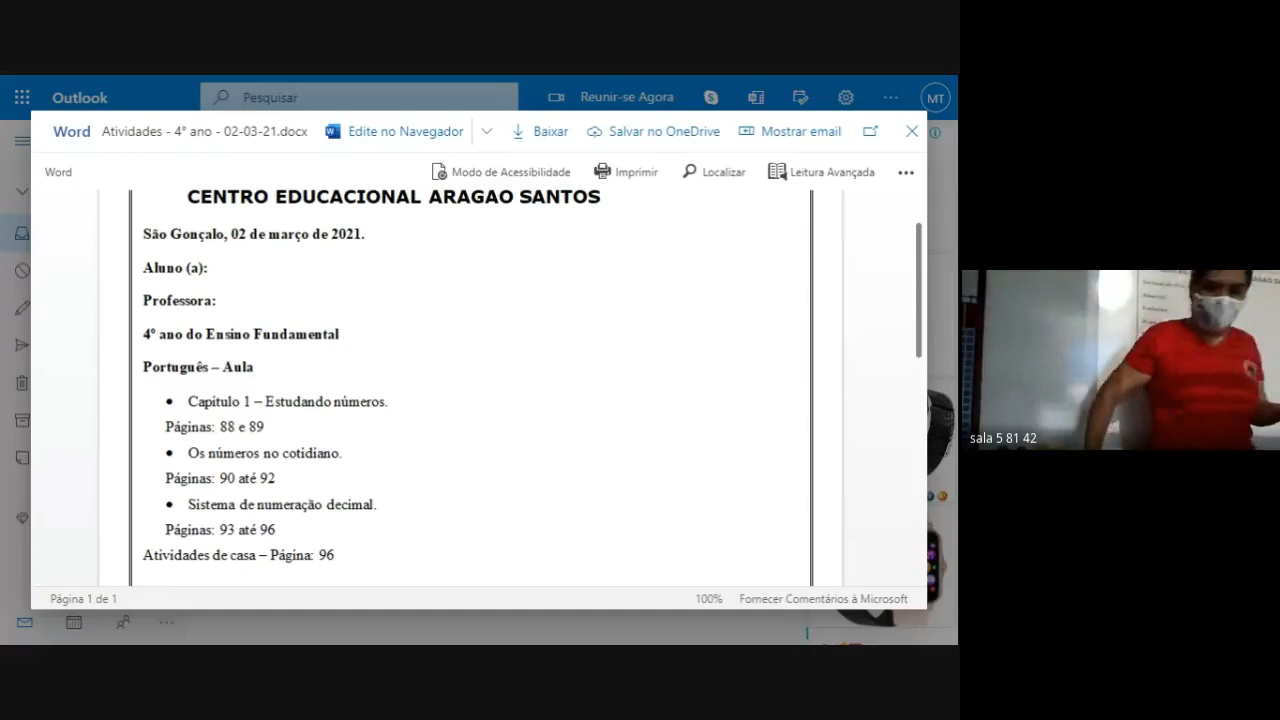 Outlook
Pesquisar
Reunir-se Agora
MT
Word Atividades - 4° ano - 02-03-21.docx Edite no Navegador Baixar Salvar no OneDrive Mostrar email
Word Modo de Acessibilidade Imprimir Localizar Leitura Avançada
CENTRO EDUCACIONAL ARAGAO SANTOS
São Gonçalo, 02 de março de 2021.
Aluno (a):
Professora:
4º ano do Ensino Fundamental
Português – Aula
• Capitulo 1 – Estudando números.
Páginas: 88 e 89
• Os números no cotidiano.
Páginas: 90 até 92
• Sistema de numeração decimal.
Páginas: 93 até 96
Atividades de casa – Página: 96
Página 1 de 1 100% Fornecer Comentários à Microsoft
sala 5 81 42